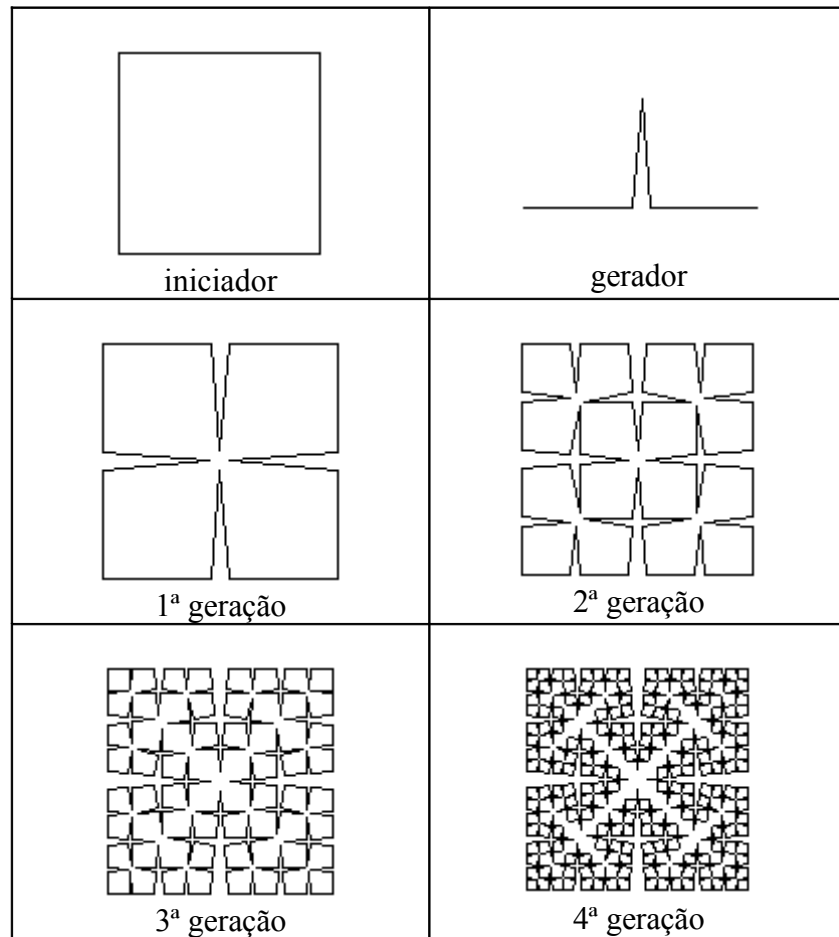 iniciador
gerador
1ª geração
2ª geração
3ª geração
4ª geração